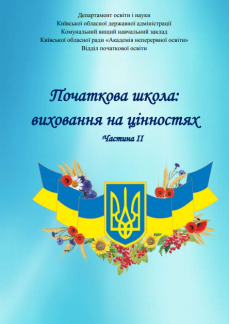 Департамент освіти і науки
Київської обласної державної адміністрації
Комунальний вищий навчальний заклад
Київської обласної ради «Академія неперервної освіти»
Відділ початкової освіти
Початкова школа:
виховання на цінностях
Частина ІІ